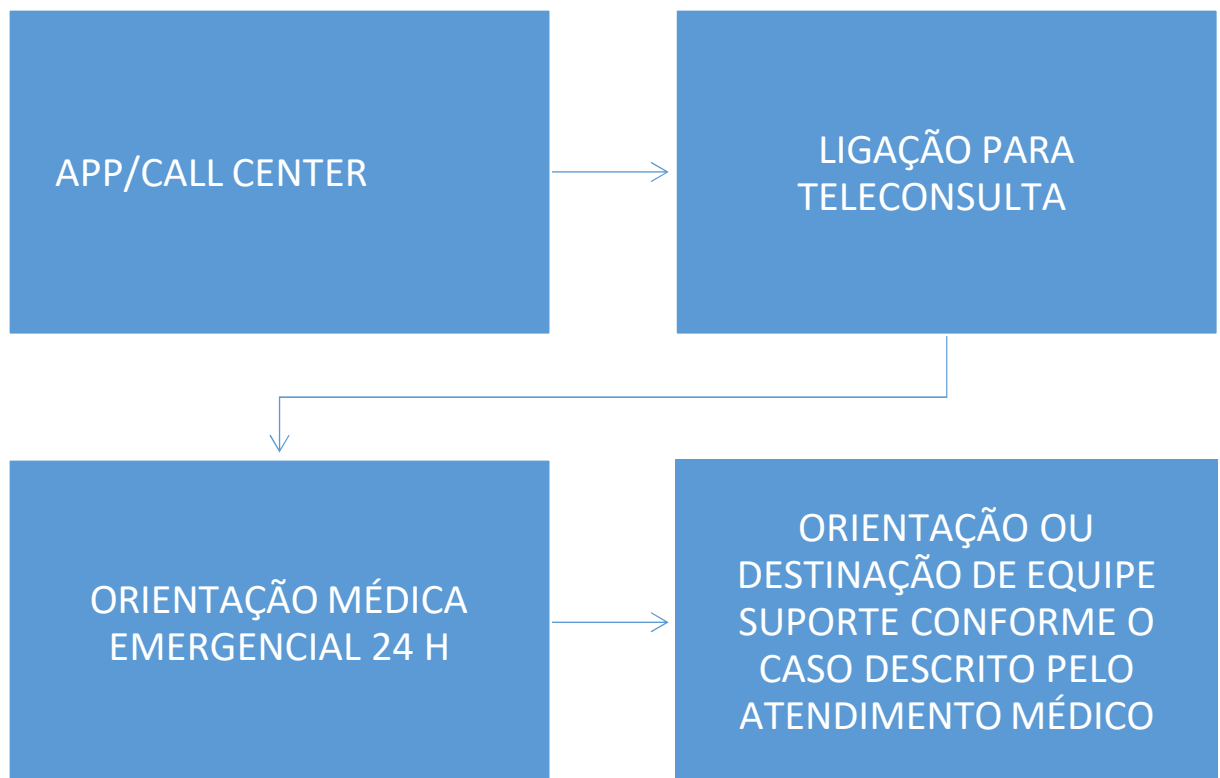 APP/CALL CENTER
LIGAÇÃO PARA
TELECONSULTA
ORIENTAÇÃO MÉDICA
EMERGENCIAL 24 H
ORIENTAÇÃO OU
DESTINAÇÃO DE EQUIPE
SUPORTE CONFORME O
CASO DESCRITO PELO
ATENDIMENTO MÉDICO